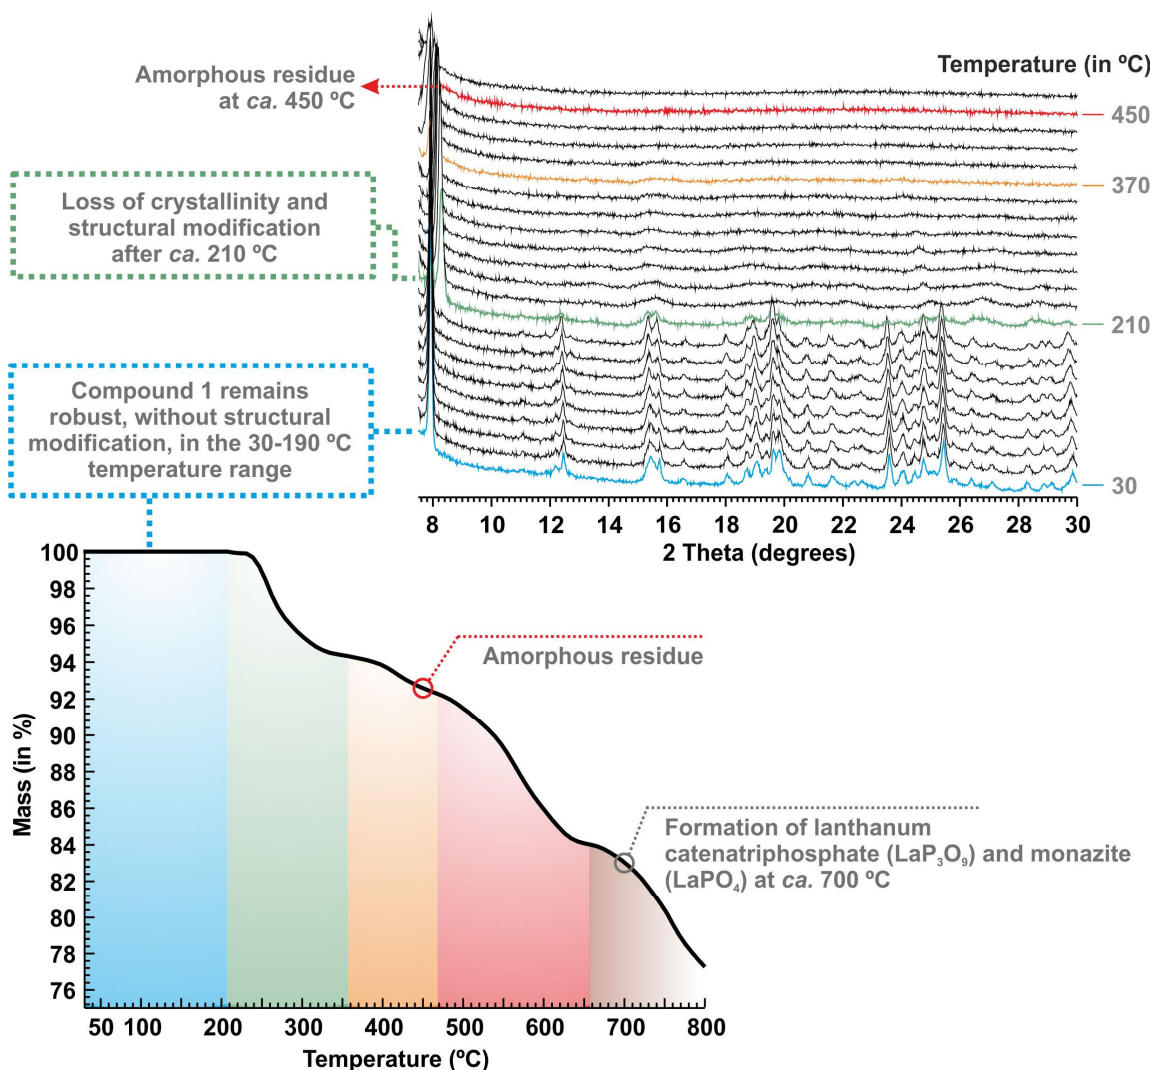 Temperature (in ºC)
Amorphous residue
at ca. 450 ºC
450
370
Loss of crystallinity and
structural modification
after ca. 210 ºC
210
Compound 1 remains
robust, without structural
modification, in the 30-190 ºC
temperature range
30
8 10 12 14 16 18 20 22 24 26 28 30
2 Theta (degrees)
100
98
96
94
92
90
88
86
84
82
80
78
76
Mass (in %)
Amorphous residue
Formation of lanthanum
catenatriphosphate (LaP₃O₉) and monazite
(LaPO₄) at ca. 700 ºC
50 100 200 300 400 500 600 700 800
Temperature (ºC)